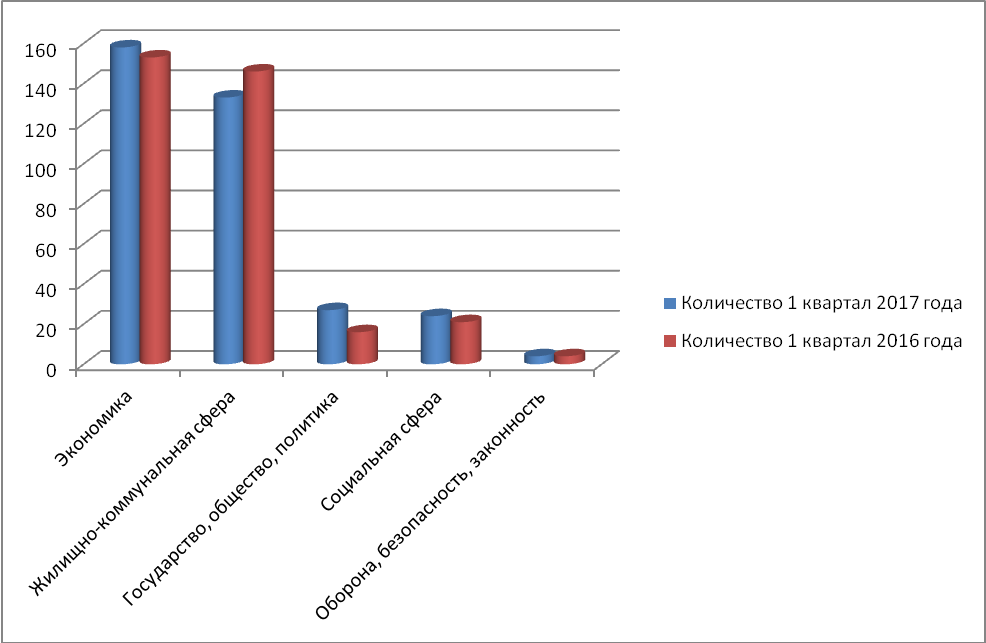 160
140
120
100
80
60
40
20
0
Экономика
Жилищно-коммунальная сфера
Государство, общество, политика
Социальная сфера
Оборона, безопасность, законность
Количество 1 квартал 2017 года
Количество 1 квартал 2016 года